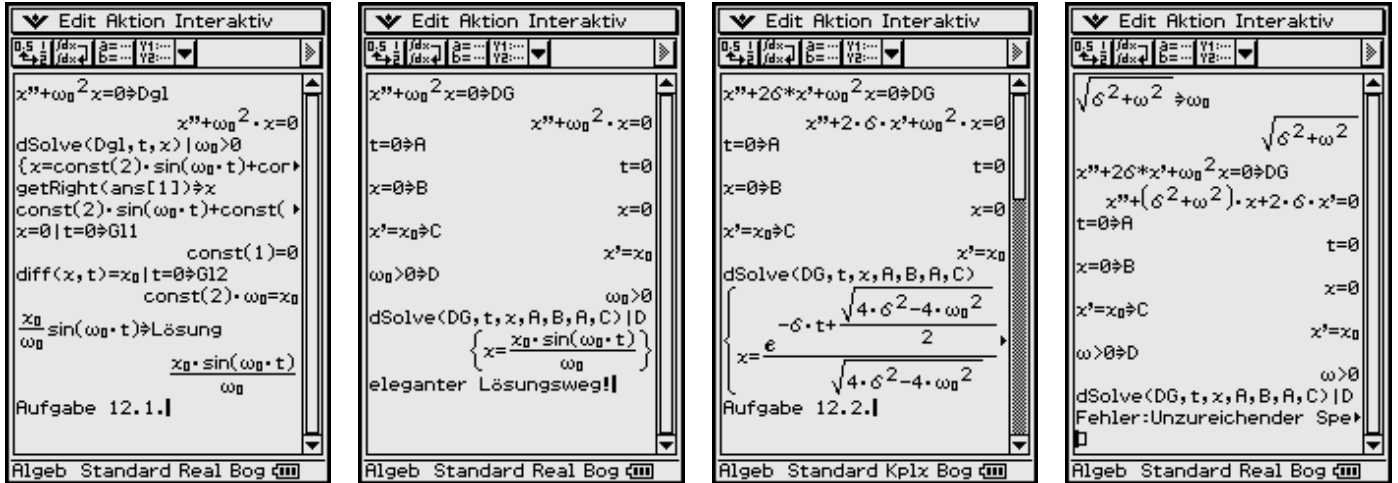 Edit Aktion Interaktiv
x''+ω₀²x=0⇒Dgl
x''+ω₀²·x=0
dSolve(Dgl,t,x)|ω₀>0
{x=const(2)·sin(ω₀·t)+con
getRight(ans[1])⇒x
const(2)·sin(ω₀·t)+const(
x=0|t=0⇒Gl1
const(1)=0
diff(x,t)=x₀|t=0⇒Gl2
const(2)·ω₀=x₀
x₀/ω₀ sin(ω₀·t)⇒Lösung
x₀·sin(ω₀·t)/ω₀
Aufgabe 12.1.
Algeb Standard Real Bog
Edit Aktion Interaktiv
x''+ω₀²x=0⇒DG
x''+ω₀²·x=0
t=0⇒A
t=0
x=0⇒B
x=0
x'=x₀⇒C
x'=x₀
ω₀>0⇒D
ω₀>0
dSolve(DG,t,x,A,B,A,C)|D
{x=x₀·sin(ω₀·t)/ω₀}
eleganter Lösungsweg!
Algeb Standard Real Bog
Edit Aktion Interaktiv
x''+2δ*x'+ω₀²x=0⇒DG
x''+2·δ·x'+ω₀²·x=0
t=0⇒A
t=0
x=0⇒B
x=0
x'=x₀⇒C
x'=x₀
dSolve(DG,t,x,A,B,A,C)
{x=e^(-δ·t+√(4·δ²-4·ω₀²)/2)/√(4·δ²-4·ω₀²)
Aufgabe 12.2.
Algeb Standard Kplx Bog
Edit Aktion Interaktiv
√(δ²+ω²) ⇒ω₀
√(δ²+ω²)
x''+2δ*x'+ω₀²x=0⇒DG
x''+(δ²+ω²)·x+2·δ·x'=0
t=0⇒A
t=0
x=0⇒B
x=0
x'=x₀⇒C
x'=x₀
ω>0⇒D
ω>0
dSolve(DG,t,x,A,B,A,C)|D
Fehler:Unzureichender Spe
Algeb Standard Real Bog